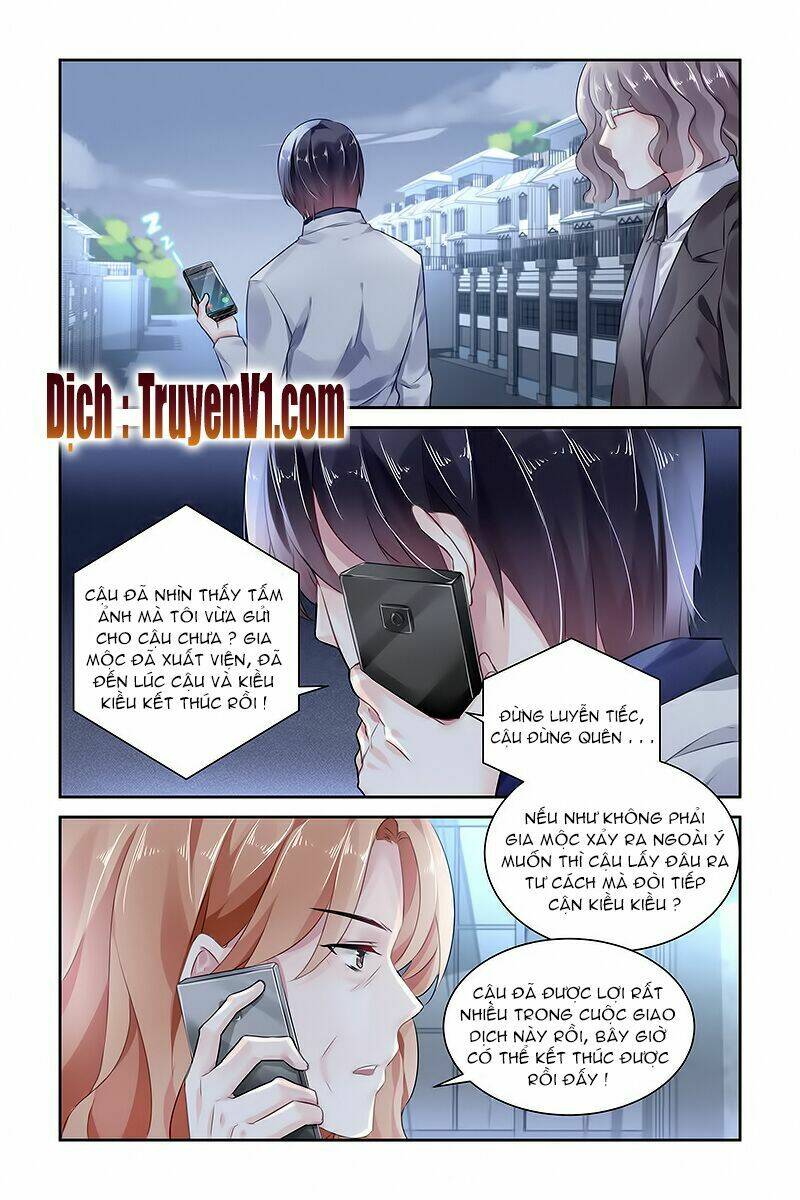 Dịch : TruyenV1.com
CẬU ĐÃ NHÌN THẤY TẤM
ẢNH MÀ TÔI VỪA GỬI
CHO CẬU CHƯA ? GIA
MỘC ĐÃ XUẤT VIỆN, ĐÃ
ĐẾN LÚC CẬU VÀ KIỀU
KIỀU KẾT THÚC RỒI !
ĐỪNG LUYỄN TIẾC,
CẬU ĐỪNG QUÊN . . .
NẾU NHƯ KHÔNG PHẢI
GIA MỘC XẢY RA NGOÀI Ý
MUỐN THÌ CẬU LẤY ĐÂU RA
TƯ CÁCH MÀ ĐÒI TIẾP
CẬN KIỀU KIỀU ?
CẬU ĐÃ ĐƯỢC LỢI RẤT
NHIỀU TRONG CUỘC GIAO
DỊCH NÀY RỒI, BÂY GIỜ
CÓ THỂ KẾT THÚC ĐƯỢC
RỒI ĐẤY !